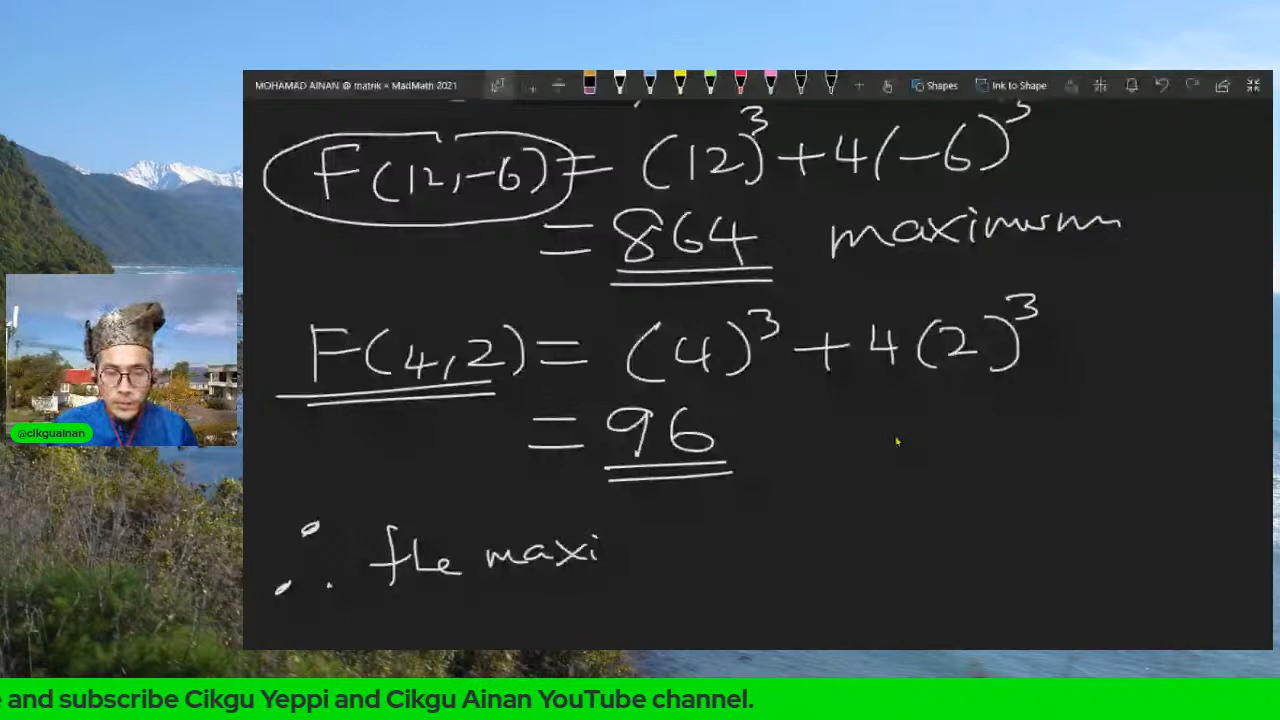 MOHAMAD AINAN @ matrik = MadMath 2021
Shapes
Ink to Shape
F(12,-6) = (12)³ + 4(-6)³
= 864 maximum
F(4,2) = (4)³ + 4(2)³
= 96
∴ the maxi
@cikguainan
and subscribe Cikgu Yeppi and Cikgu Ainan YouTube channel.